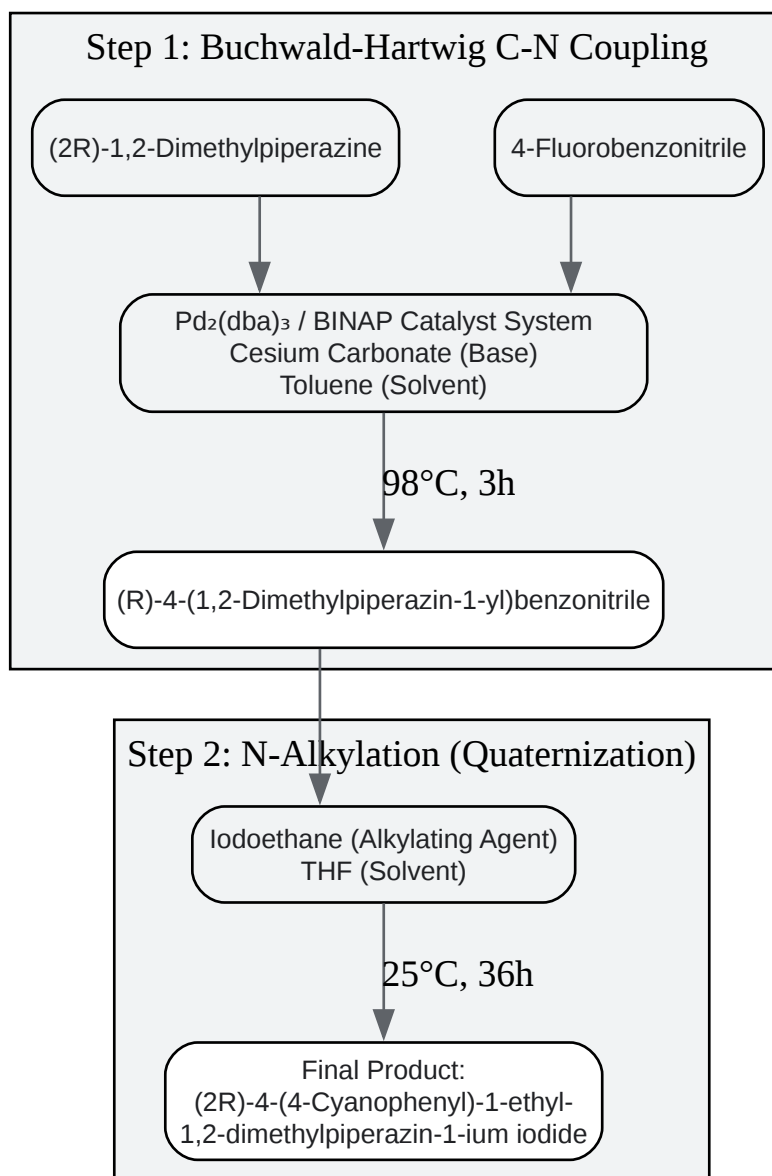 Step 1: Buchwald-Hartwig C-N Coupling
(2R)-1,2-Dimethylpiperazine
4-Fluorobenzonitrile
Pd₂(dba)₃ / BINAP Catalyst System
Cesium Carbonate (Base)
Toluene (Solvent)
98°C, 3h
(R)-4-(1,2-Dimethylpiperazin-1-yl)benzonitrile
Step 2: N-Alkylation (Quaternization)
Iodoethane (Alkylating Agent)
THF (Solvent)
25°C, 36h
Final Product:
(2R)-4-(4-Cyanophenyl)-1-ethyl-
1,2-dimethylpiperazin-1-ium iodide